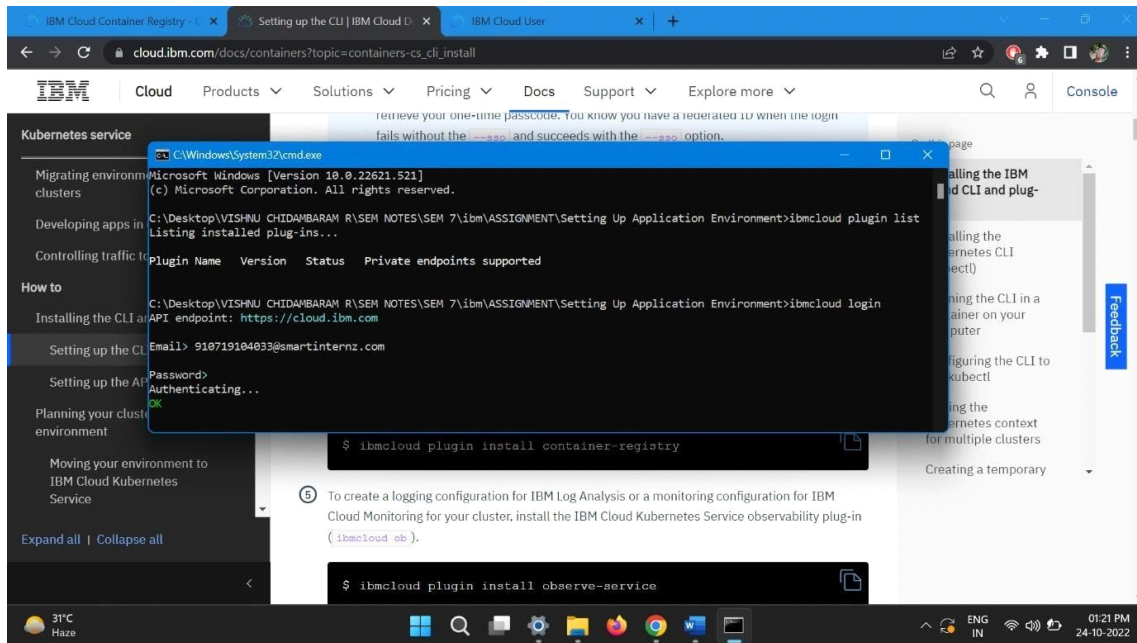 IBM Cloud Container Registry - C
Setting up the CLI | IBM Cloud D
IBM Cloud User
cloud.ibm.com/docs/containers?topic=containers-cs_cli_install
6
IBM Cloud Products Solutions Pricing Docs Support Explore more Console
Kubernetes service
Migrating environm
clusters
Developing apps in
Controlling traffic to
How to
Installing the CLI a
Setting up the CL
Setting up the AP
Planning your cluste
environment
Moving your environment to
IBM Cloud Kubernetes
Service
Expand all | Collapse all
retrieve your one-time passcode. You know you have a federated ID when the login
fails without the --sso and succeeds with the --sso option.
C:\Windows\System32\cmd.exe
Microsoft Windows [Version 10.0.22621.521]
(c) Microsoft Corporation. All rights reserved.
C:\Desktop\VISHNU CHIDAMBARAM R\SEM NOTES\SEM 7\ibm\ASSIGNMENT\Setting Up Application Environment>ibmcloud plugin list
Listing installed plug-ins...
Plugin Name Version Status Private endpoints supported
C:\Desktop\VISHNU CHIDAMBARAM R\SEM NOTES\SEM 7\ibm\ASSIGNMENT\Setting Up Application Environment>ibmcloud login
API endpoint: https://cloud.ibm.com
Email> 910719104033@smartinternz.com
Password>
Authenticating...
OK
$ ibmcloud plugin install container-registry
5 To create a logging configuration for IBM Log Analysis or a monitoring configuration for IBM
Cloud Monitoring for your cluster, install the IBM Cloud Kubernetes Service observability plug-in
( ibmcloud ob ).
$ ibmcloud plugin install observe-service
page
alling the IBM
d CLI and plug-
alling the
ernetes CLI
ectl)
ning the CLI in a
ainer on your
puter
figuring the CLI to
kubectl
ing the
ernetes context
for multiple clusters
Creating a temporary
Feedback
31°C
Haze
ENG
IN
01:21 PM
24-10-2022